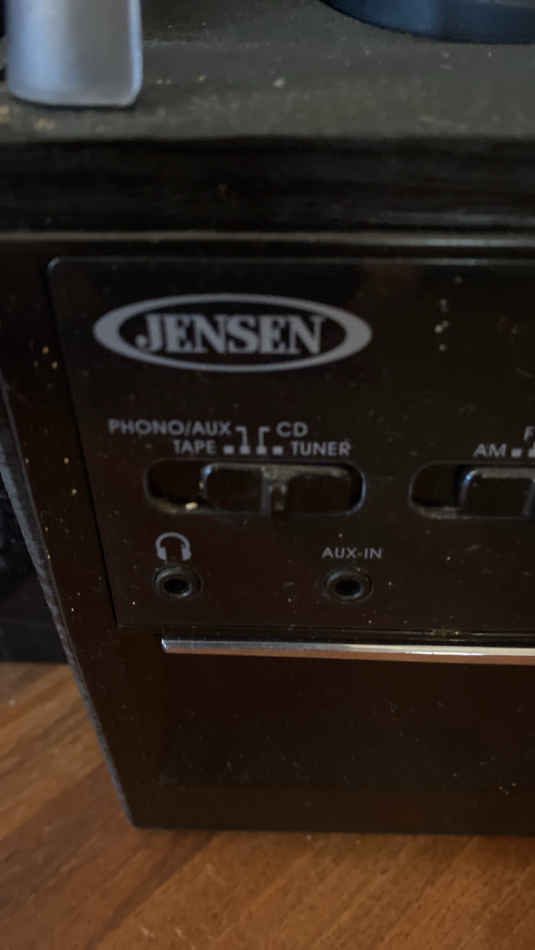 JENSEN
PHONO/AUX CD
TAPE TUNER
AM
AUX-IN